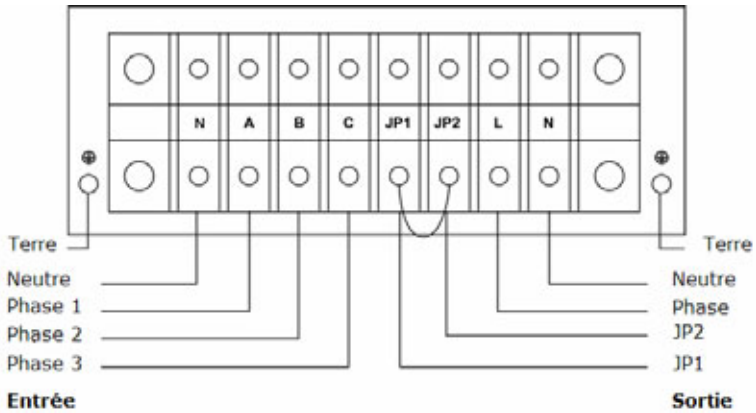 N A B C JP1 JP2 L N
Terre Terre
Neutre Neutre
Phase 1 Phase
Phase 2 JP2
Phase 3 JP1
Entrée Sortie